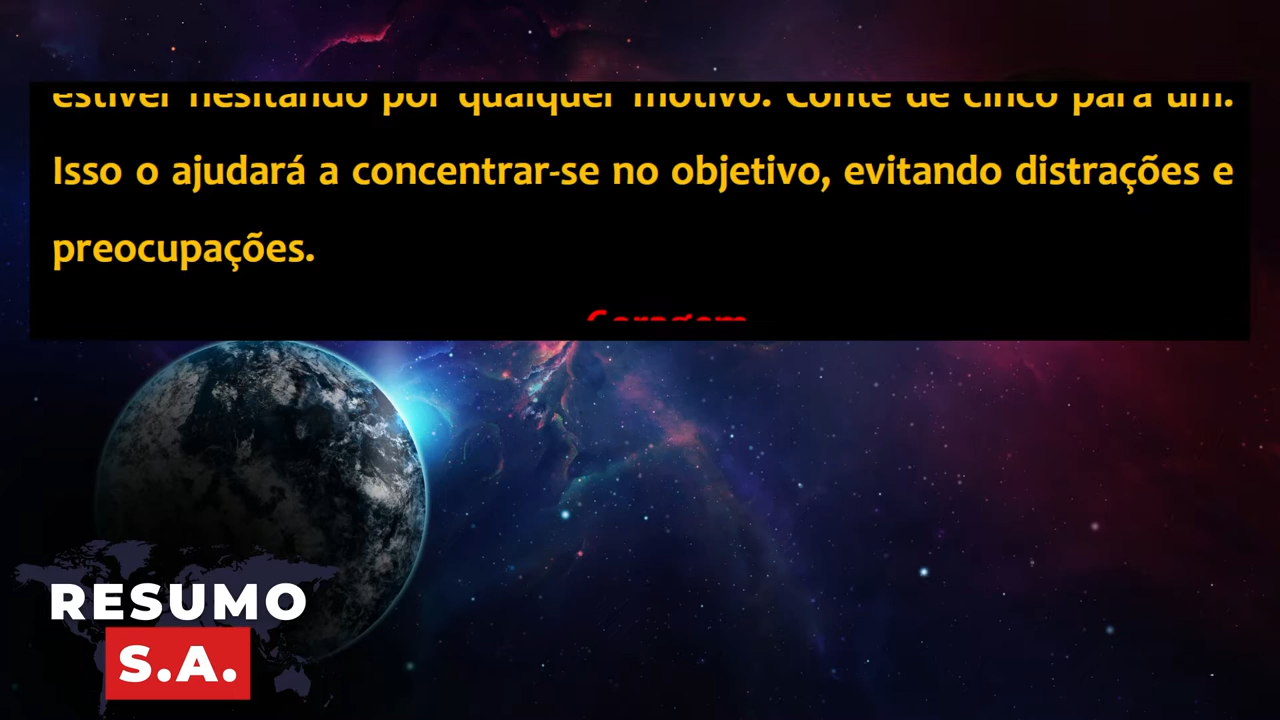 estiver hesitando por qualquer motivo. Conte de cinco para um.
Isso o ajudará a concentrar-se no objetivo, evitando distrações e
preocupações.
Coragem
RESUMO
S.A.